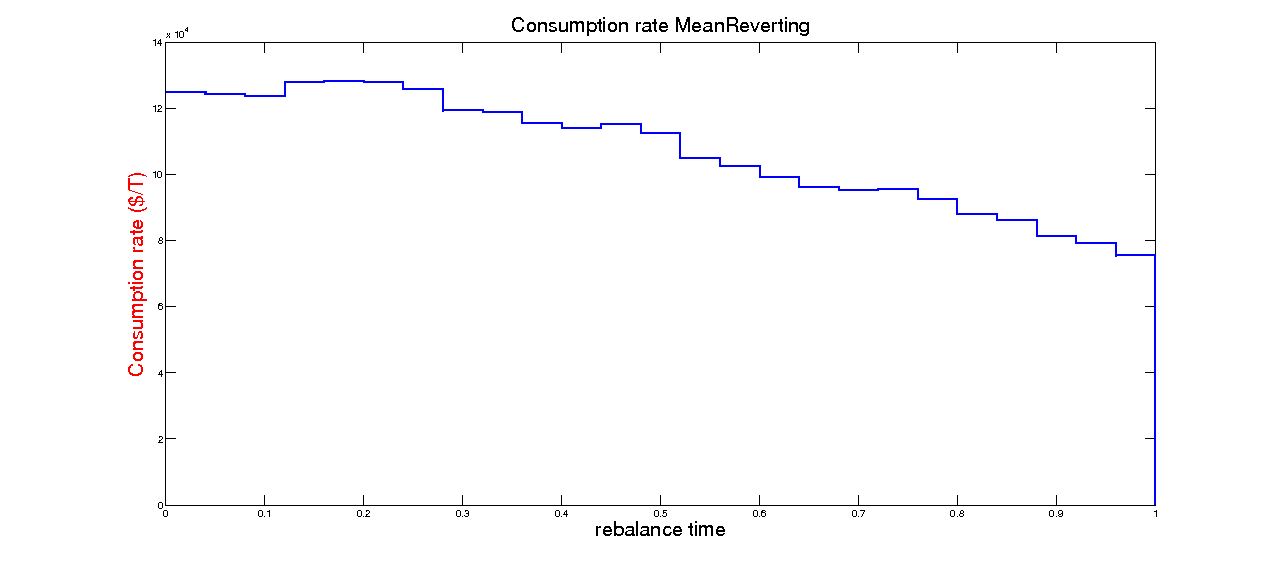 Consumption rate MeanReverting
x 10^4
14
12
10
8
6
4
2
0
Consumption rate ($/T)
0 0.1 0.2 0.3 0.4 0.5 0.6 0.7 0.8 0.9 1
rebalance time